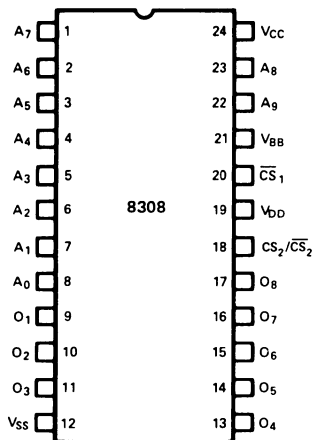 A7 1 24 VCC
A6 2 23 A8
A5 3 22 A9
A4 4 21 VBB
A3 5 20 C̅S̅1
A2 6 8308 19 VDD
A1 7 18 CS2/C̅S̅2
A0 8 17 O8
O1 9 16 O7
O2 10 15 O6
O3 11 14 O5
VSS 12 13 O4